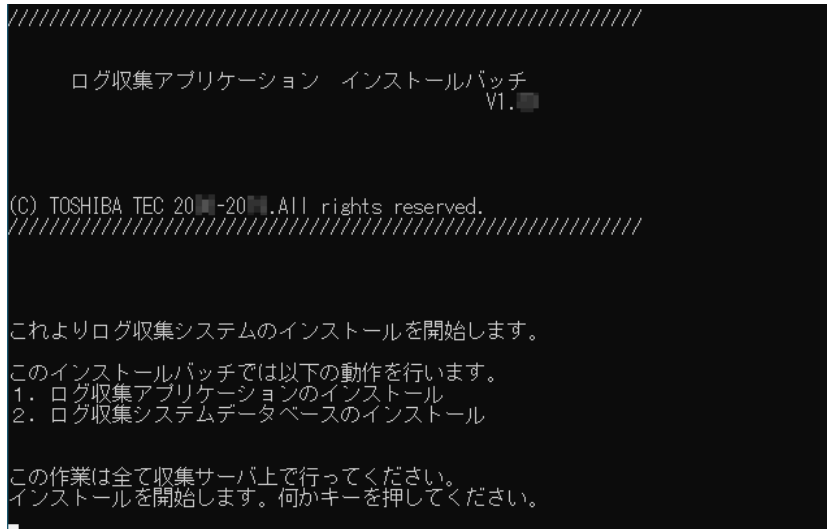 ////////////////////////////////////////////////////////////////
ログ収集アプリケーション　インストールバッチ
V1.
(C) TOSHIBA TEC 20 -20 .All rights reserved.
////////////////////////////////////////////////////////////////
これよりログ収集システムのインストールを開始します。
このインストールバッチでは以下の動作を行います。
１．ログ収集アプリケーションのインストール
２．ログ収集システムデータベースのインストール
この作業は全て収集サーバ上で行ってください。
インストールを開始します。何かキーを押してください。